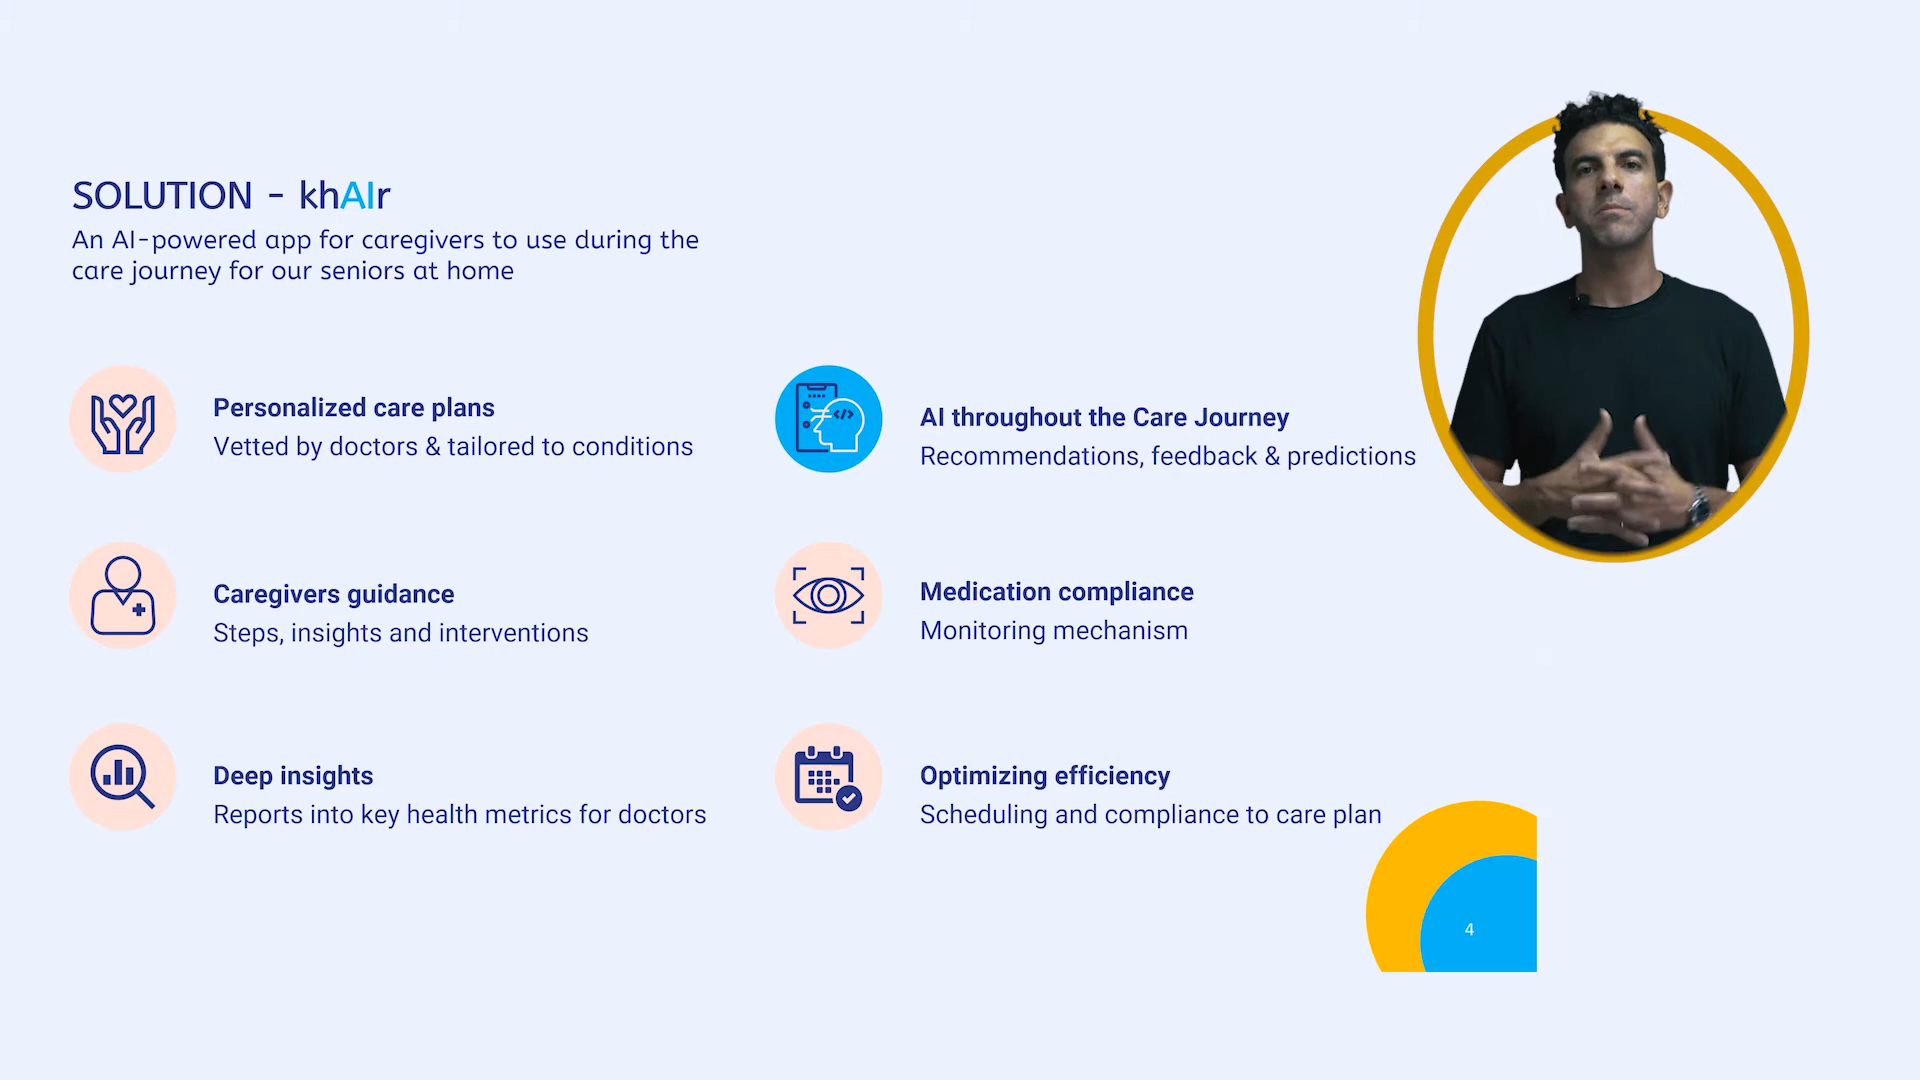 SOLUTION - khAIr
An AI-powered app for caregivers to use during the
care journey for our seniors at home
Personalized care plans
Vetted by doctors & tailored to conditions
AI throughout the Care Journey
Recommendations, feedback & predictions
Caregivers guidance
Steps, insights and interventions
Medication compliance
Monitoring mechanism
Deep insights
Reports into key health metrics for doctors
Optimizing efficiency
Scheduling and compliance to care plan
4